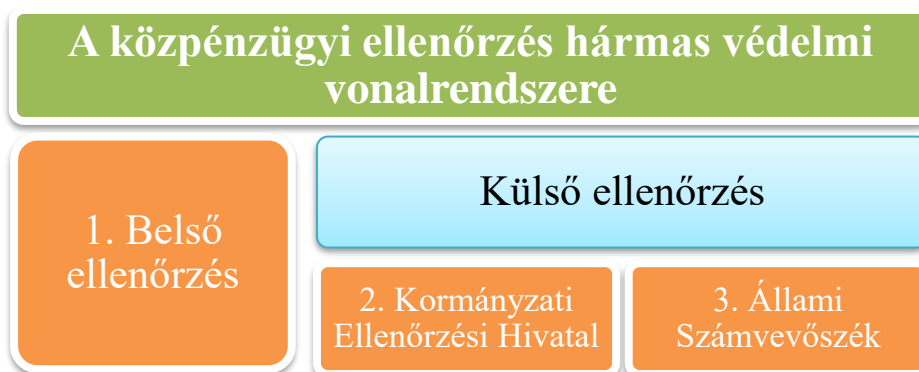 A közpénzügyi ellenőrzés hármas védelmi
vonalrendszere
1. Belső
ellenőrzés
Külső ellenőrzés
2. Kormányzati
Ellenőrzési Hivatal
3. Állami
Számvevőszék